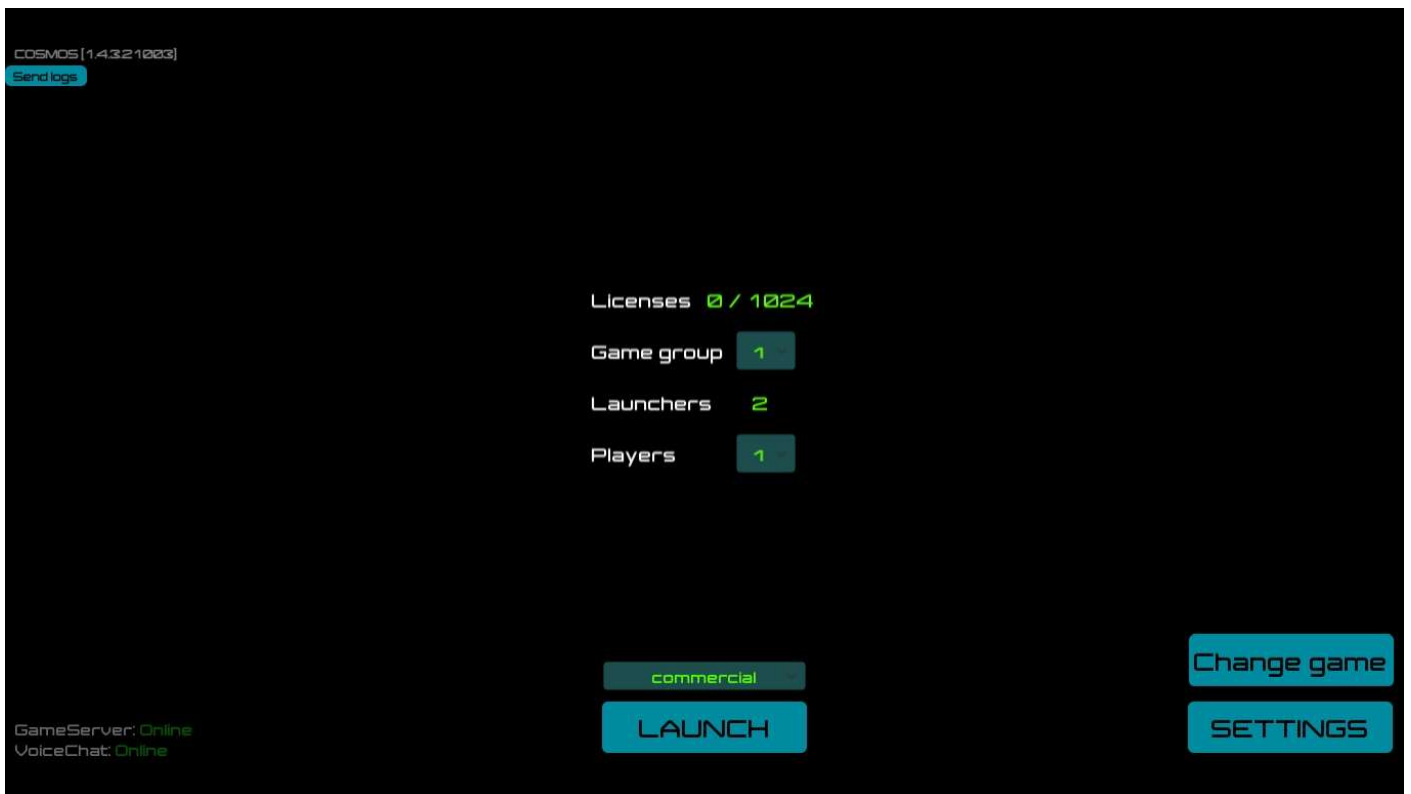 COSMOS [1.4.3.21003]
Send logs
Licenses 0 / 1024
Game group 1
Launchers 2
Players 1
commercial
LAUNCH
Change game
SETTINGS
GameServer: Online
VoiceChat: Online